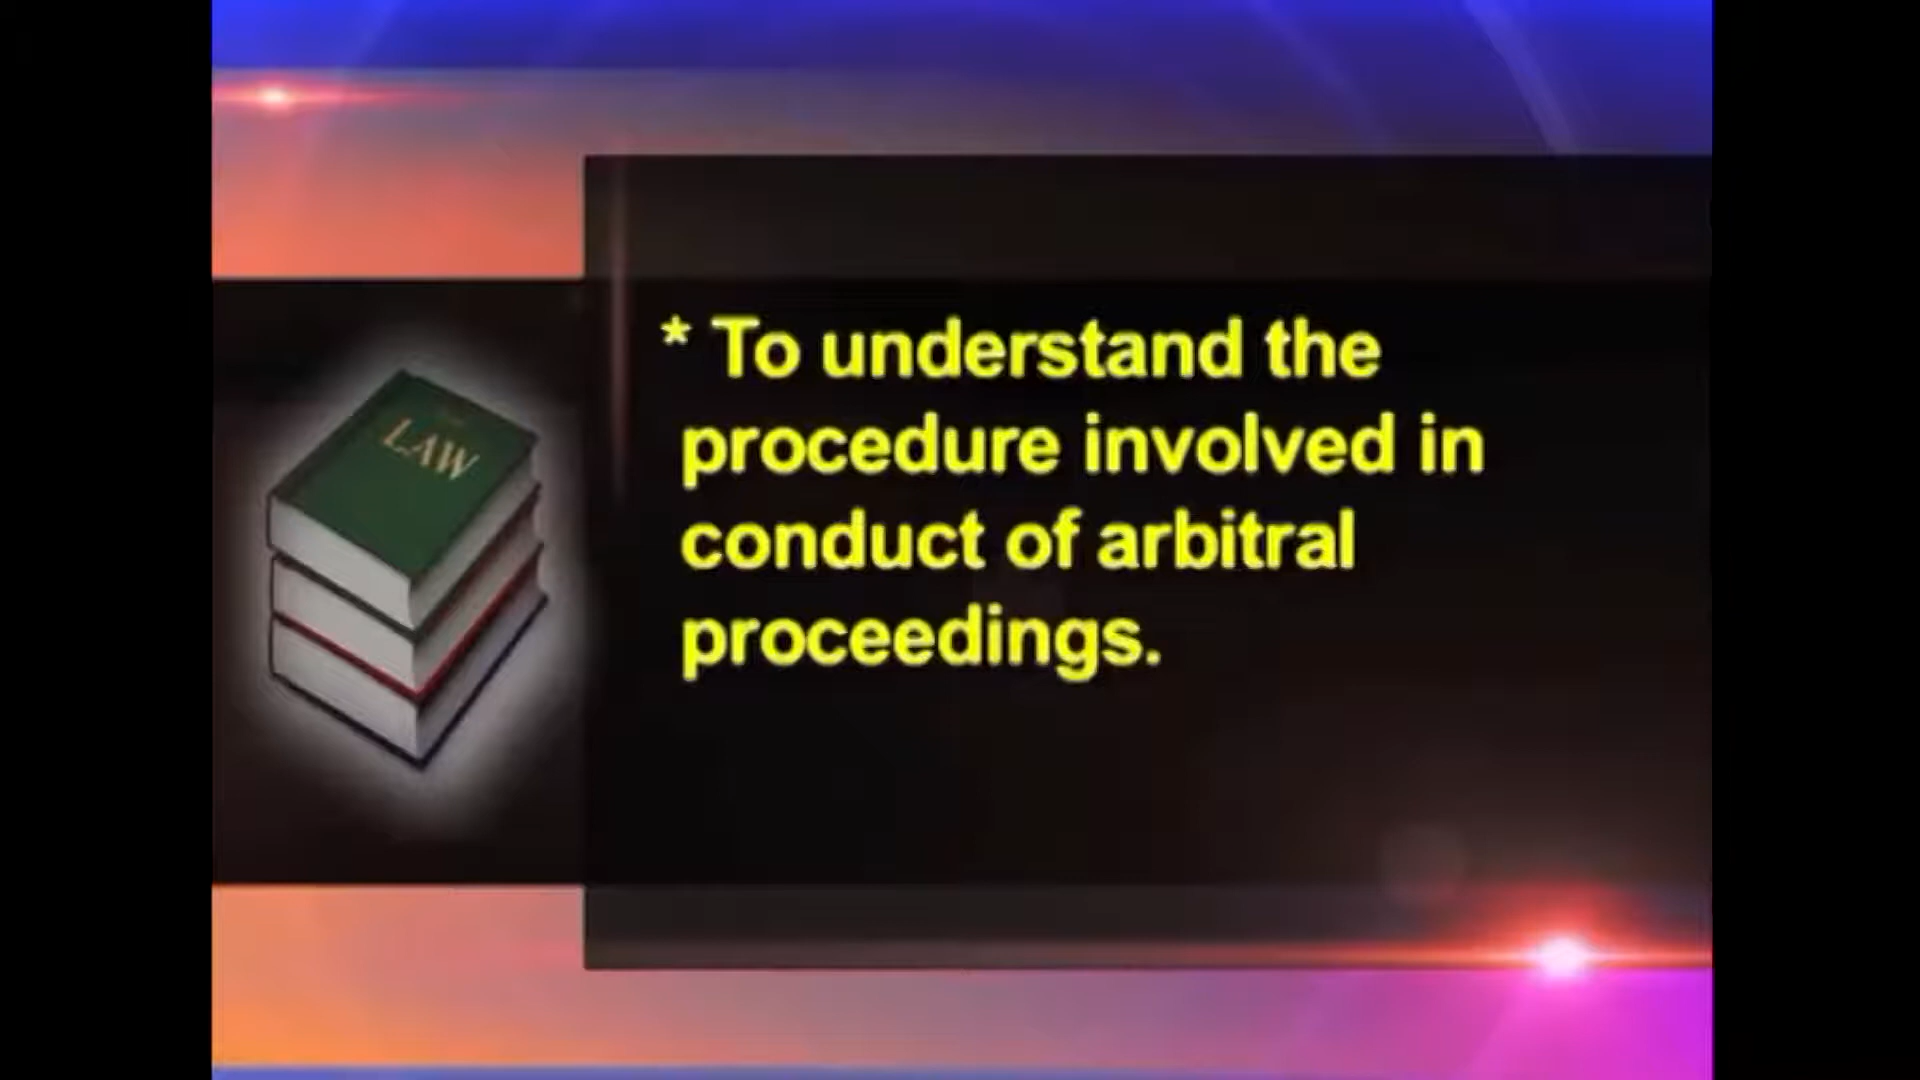 * To understand the
procedure involved in
conduct of arbitral
proceedings.
LAW